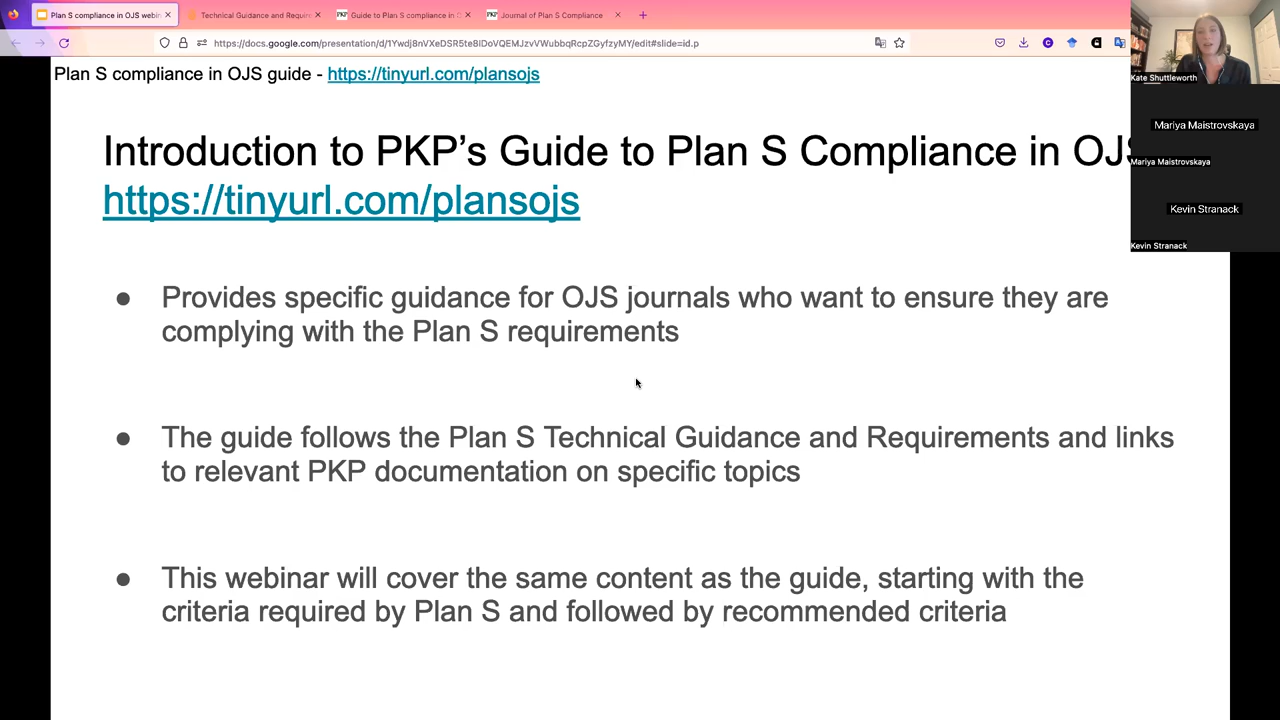 Plan S compliance in OJS webin
Technical Guidance and Require
PKP Guide to Plan S compliance in O
PKP Journal of Plan S Compliance
https://docs.google.com/presentation/d/1Ywdj8nVXeDSR5te8lDoVQEMJzvVWubbqRcpZGyfzyMY/edit#slide=id.p
Plan S compliance in OJS guide - https://tinyurl.com/plansojs
Kate Shuttleworth
Mariya Maistrovskaya
Mariya Maistrovskaya
Kevin Stranack
Kevin Stranack
Introduction to PKP’s Guide to Plan S Compliance in OJS
https://tinyurl.com/plansojs
● Provides specific guidance for OJS journals who want to ensure they are
complying with the Plan S requirements
● The guide follows the Plan S Technical Guidance and Requirements and links
to relevant PKP documentation on specific topics
● This webinar will cover the same content as the guide, starting with the
criteria required by Plan S and followed by recommended criteria